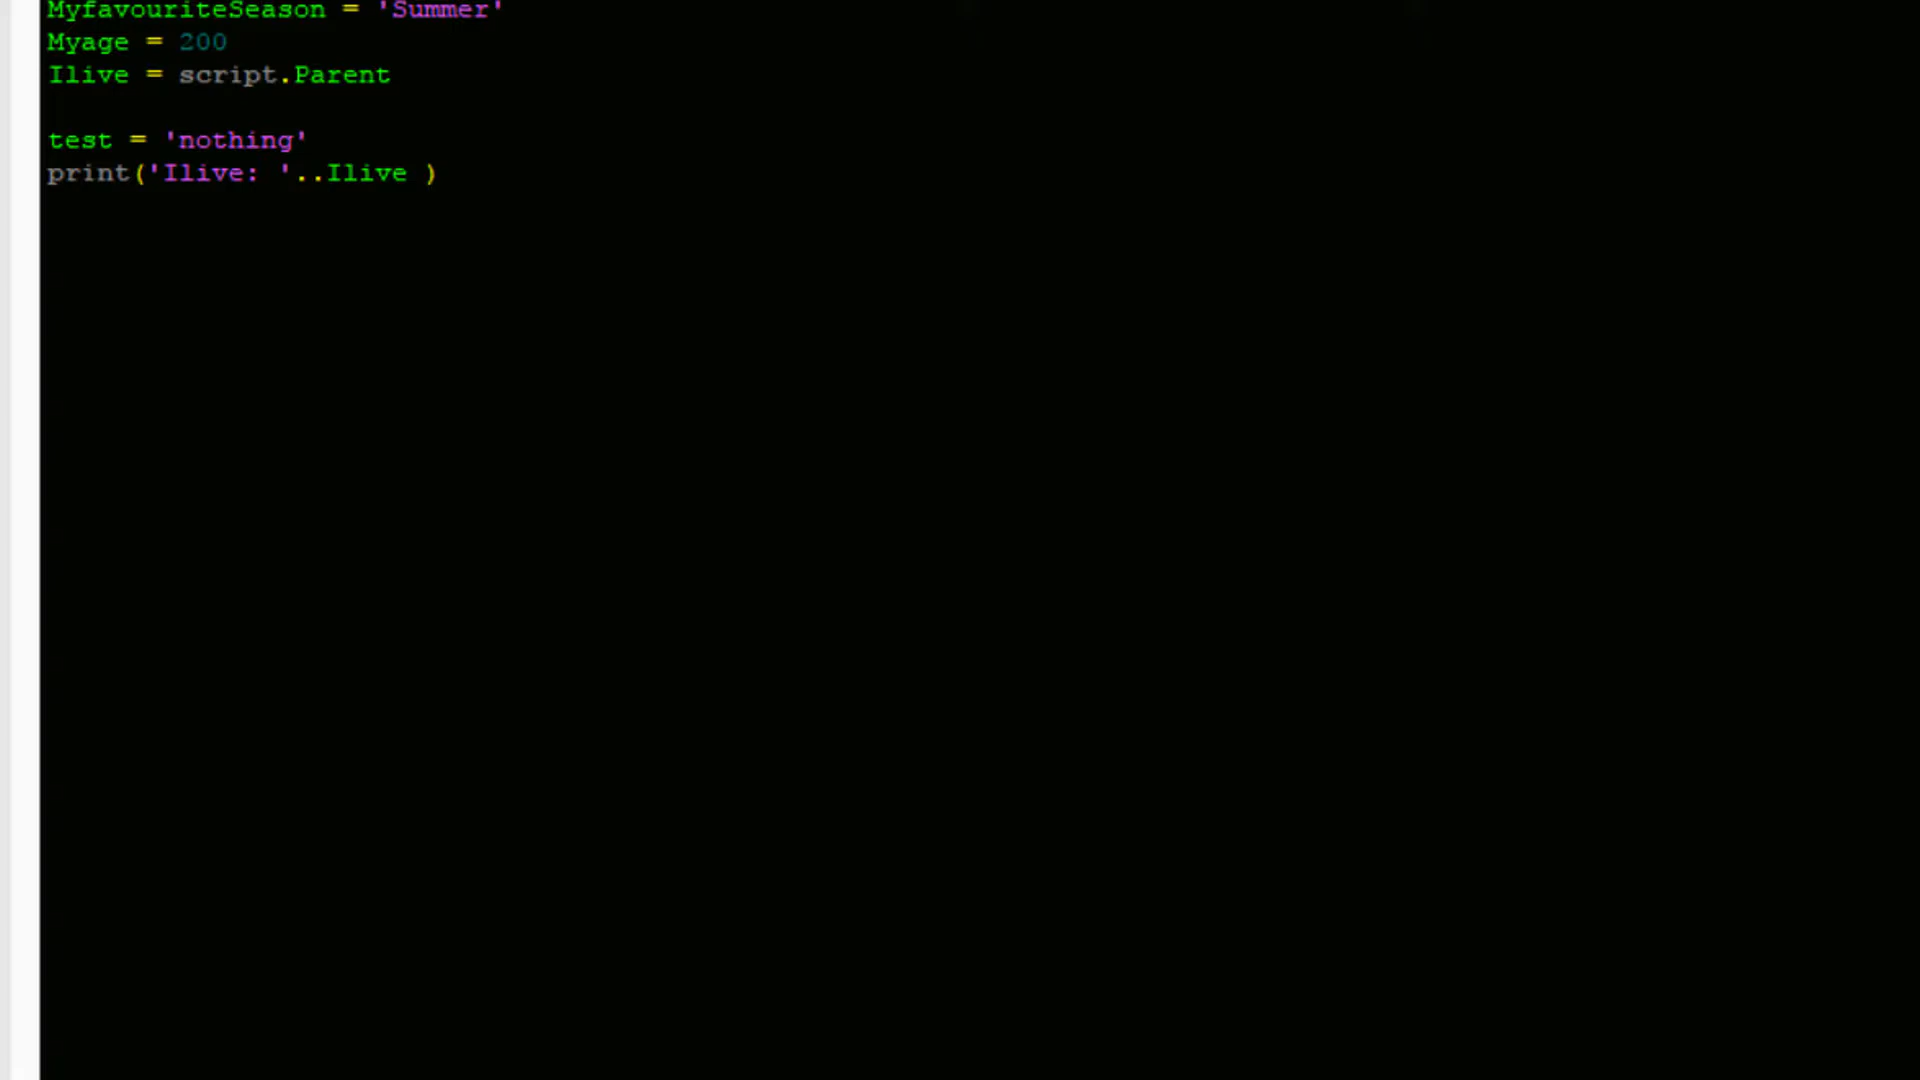 MyfavouriteSeason = 'Summer'
Myage = 200
Ilive = script.Parent
test = 'nothing'
print('Ilive: '..Ilive )